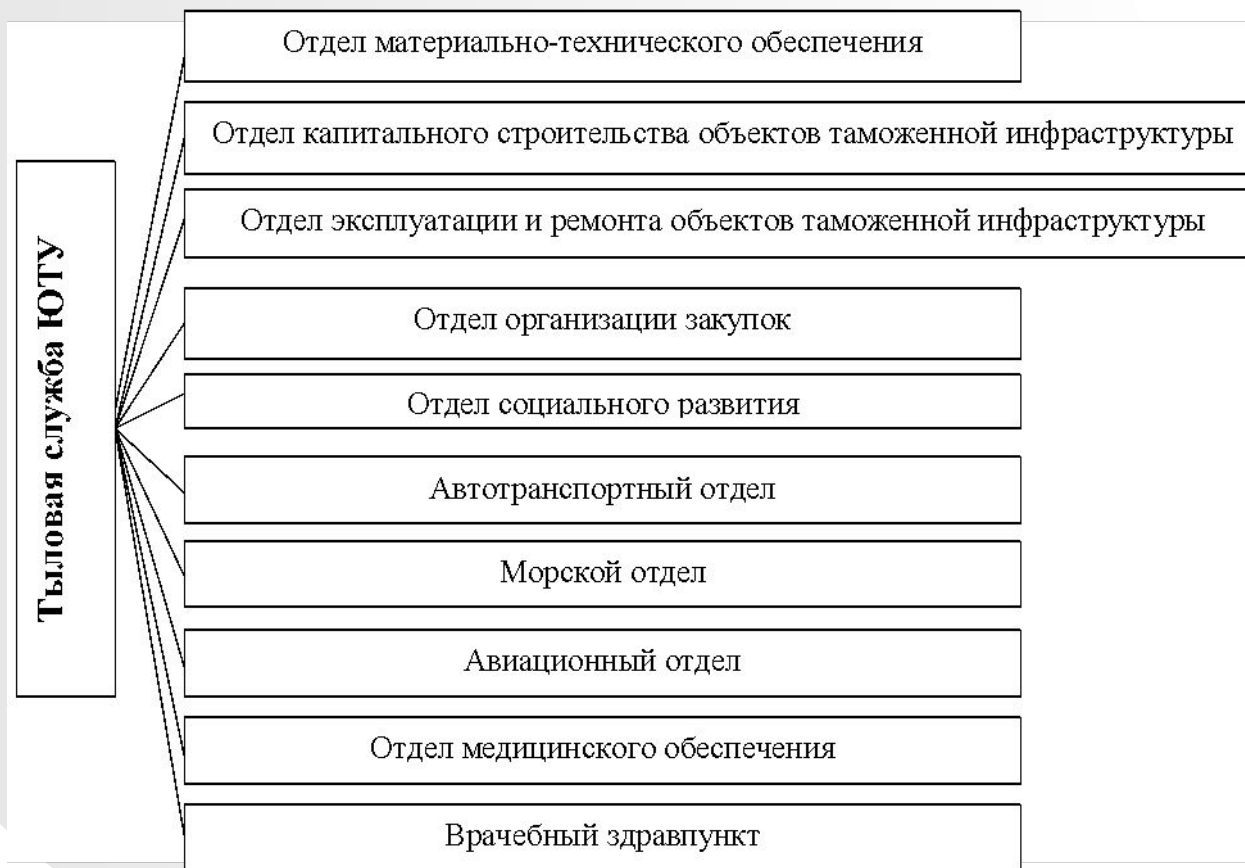 Тыловая служба ЮТУ
Отдел материально-технического обеспечения
Отдел капитального строительства объектов таможенной инфраструктуры
Отдел эксплуатации и ремонта объектов таможенной инфраструктуры
Отдел организации закупок
Отдел социального развития
Автотранспортный отдел
Морской отдел
Авиационный отдел
Отдел медицинского обеспечения
Врачебный здравпункт